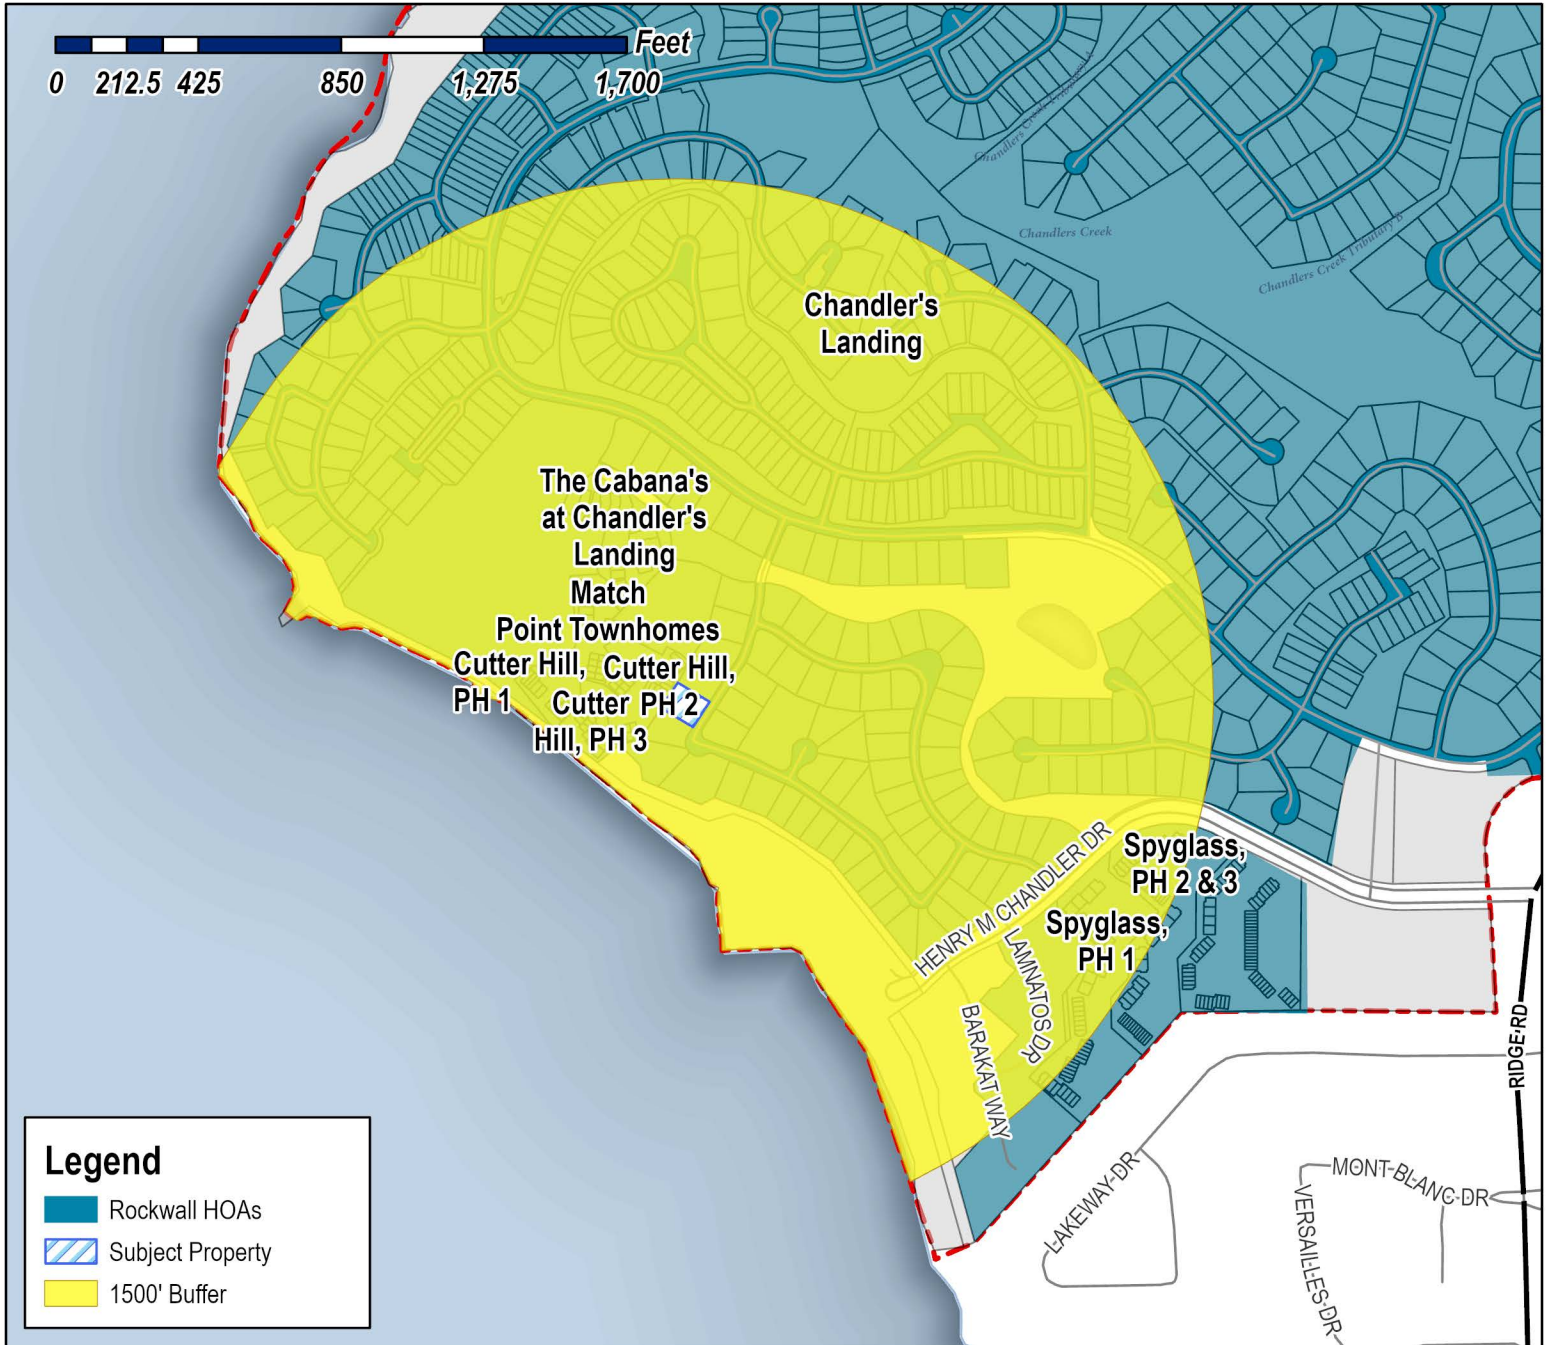 Feet
0 212.5 425 850 1,275 1,700
Chandlers Creek Tributary A
Chandlers Creek
Chandlers Creek Tributary B
Chandler's
Landing
The Cabana's
at Chandler's
Landing
Match
Point Townhomes
Cutter Hill,
PH 1
Cutter Hill,
PH 2
Cutter
Hill, PH 3
Spyglass,
PH 2 & 3
Spyglass,
PH 1
HENRY M CHANDLER DR
LAMNATOS DR
BARAKAT WAY
RIDGE RD
LAKEWAY DR
MONT BLANC DR
VERSAILLES DR
Legend
Rockwall HOAs
Subject Property
1500' Buffer